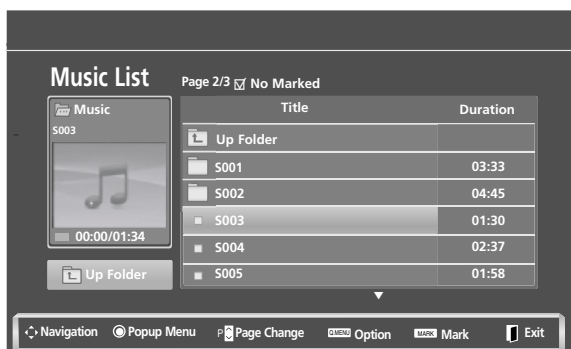 Music List
Page 2/3 No Marked
Music
S003
00:00/01:34
Up Folder
Title Duration
Up Folder
S001 03:33
S002 04:45
S003 01:30
S004 02:37
S005 01:58
Navigation Popup Menu P Page Change Q.MENU Option MARK Mark Exit